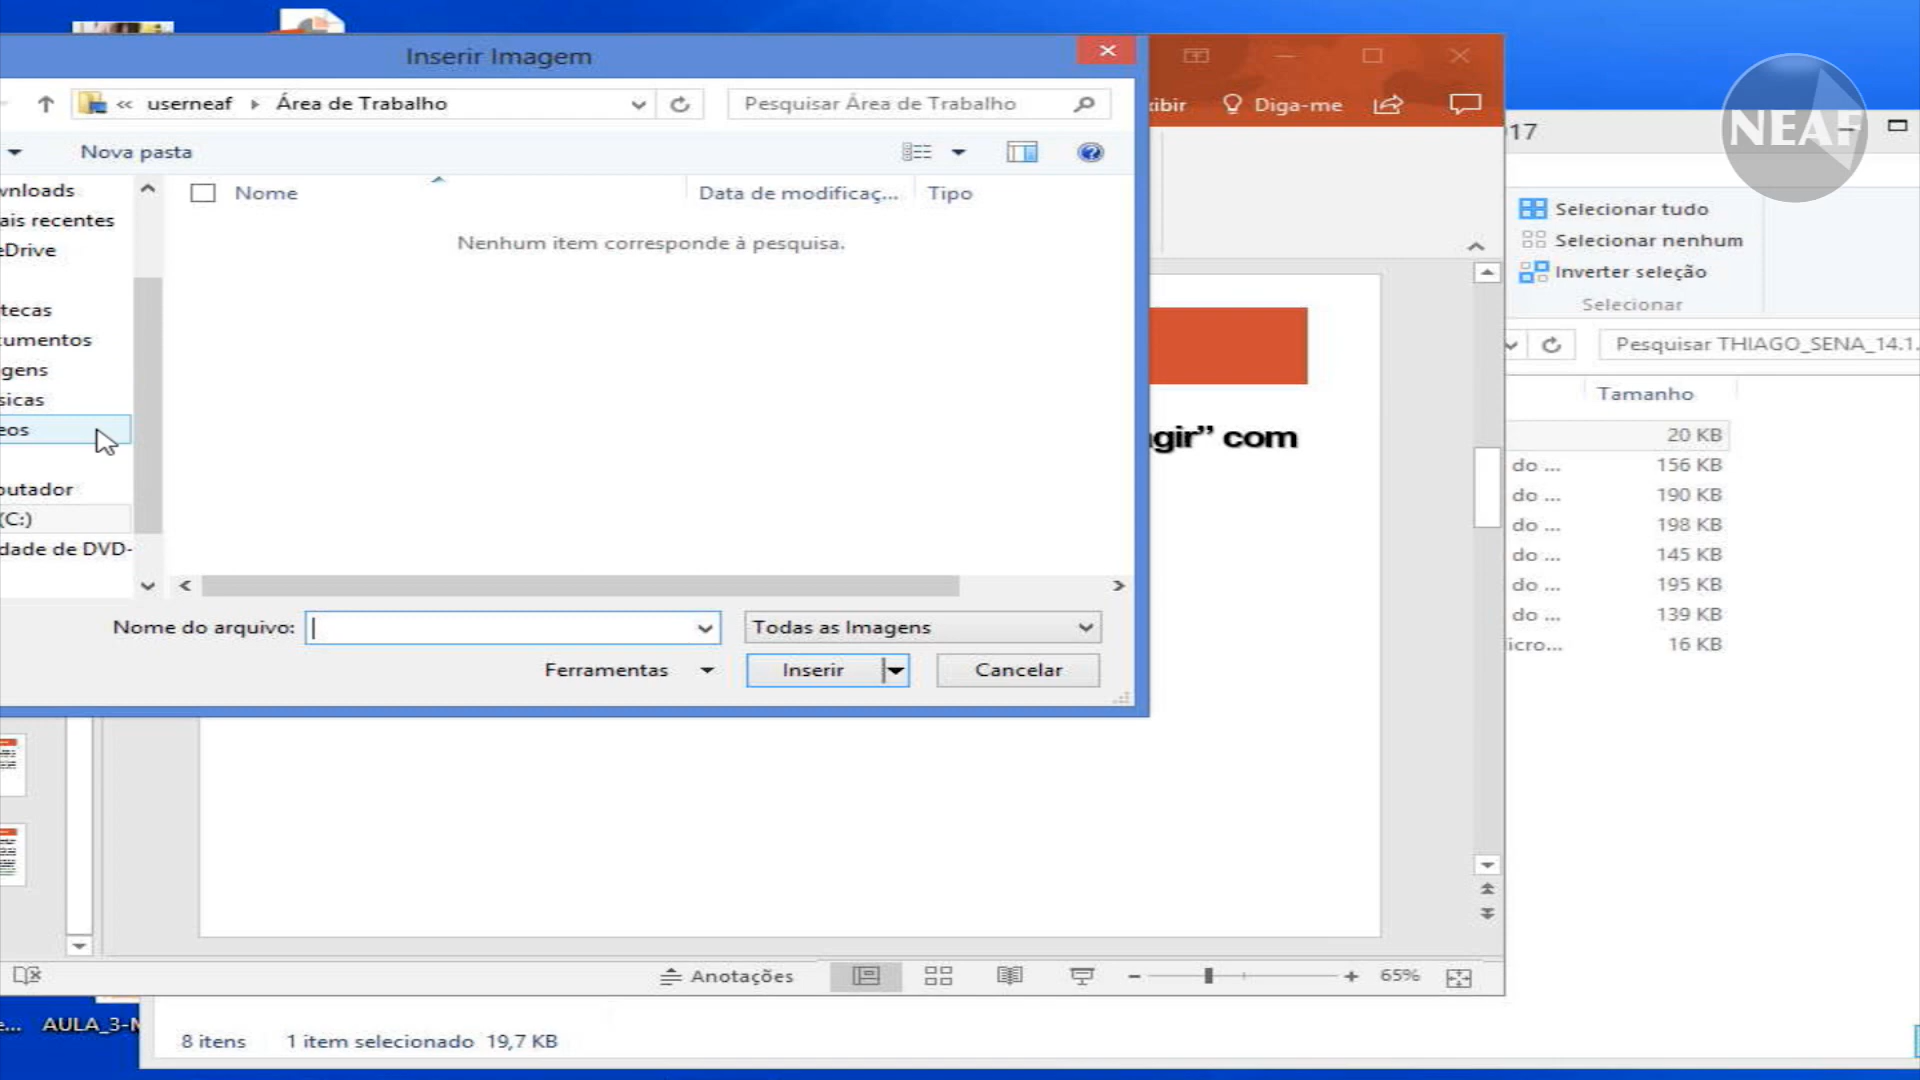 Inserir Imagem
userneaf
Área de Trabalho
Pesquisar Área de Trabalho
Nova pasta
wnloads
Nome
Data de modificaç...
Tipo
ais recentes
eDrive
Nenhum item corresponde à pesquisa.
tecas
cumentos
gens
sicas
eos
putador
(C:)
dade de DVD-
Nome do arquivo:
Todas as Imagens
Ferramentas
Inserir
Cancelar
xibir
Diga-me
gir” com
Anotações
65%
17
NEAF
Selecionar tudo
Selecionar nenhum
Inverter seleção
Selecionar
Pesquisar THIAGO_SENA_14.1.
Tamanho
20 KB
do ... 156 KB
do ... 190 KB
do ... 198 KB
do ... 145 KB
do ... 195 KB
do ... 139 KB
icro... 16 KB
e...
AULA_3-M
8 itens
1 item selecionado 19,7 KB